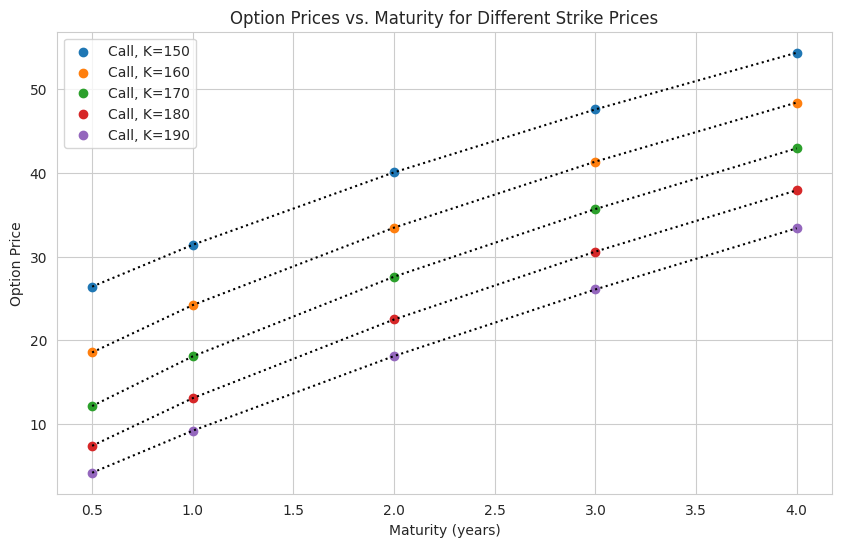 Option Prices vs. Maturity for Different Strike Prices
Call, K=150
Call, K=160
Call, K=170
Call, K=180
Call, K=190
Option Price
50
40
30
20
10
0.5 1.0 1.5 2.0 2.5 3.0 3.5 4.0
Maturity (years)